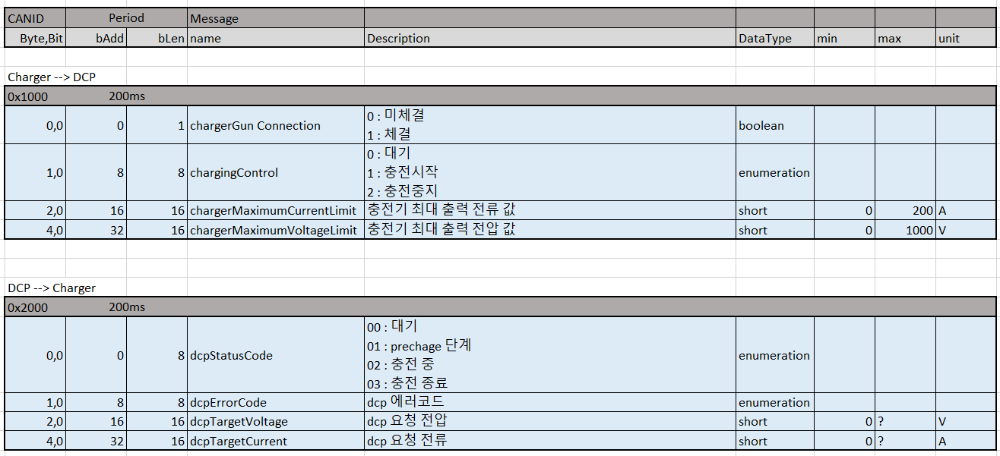 CANID Period Message
Byte,Bit bAdd bLen name Description DataType min max unit
Charger --> DCP
0x1000 200ms
0,0 0 1 chargerGun Connection 0 : 미체결 boolean
1 : 체결
1,0 8 8 chargingControl 0 : 대기 enumeration
1 : 충전시작
2 : 충전중지
2,0 16 16 chargerMaximumCurrentLimit 충전기 최대 출력 전류 값 short 0 200 A
4,0 32 16 chargerMaximumVoltageLimit 충전기 최대 출력 전압 값 short 0 1000 V
DCP --> Charger
0x2000 200ms
0,0 0 8 dcpStatusCode 00 : 대기 enumeration
01 : prechage 단계
02 : 충전 중
03 : 충전 종료
1,0 8 8 dcpErrorCode dcp 에러코드 enumeration
2,0 16 16 dcpTargetVoltage dcp 요청 전압 short 0 ? V
4,0 32 16 dcpTargetCurrent dcp 요청 전류 short 0 ? A